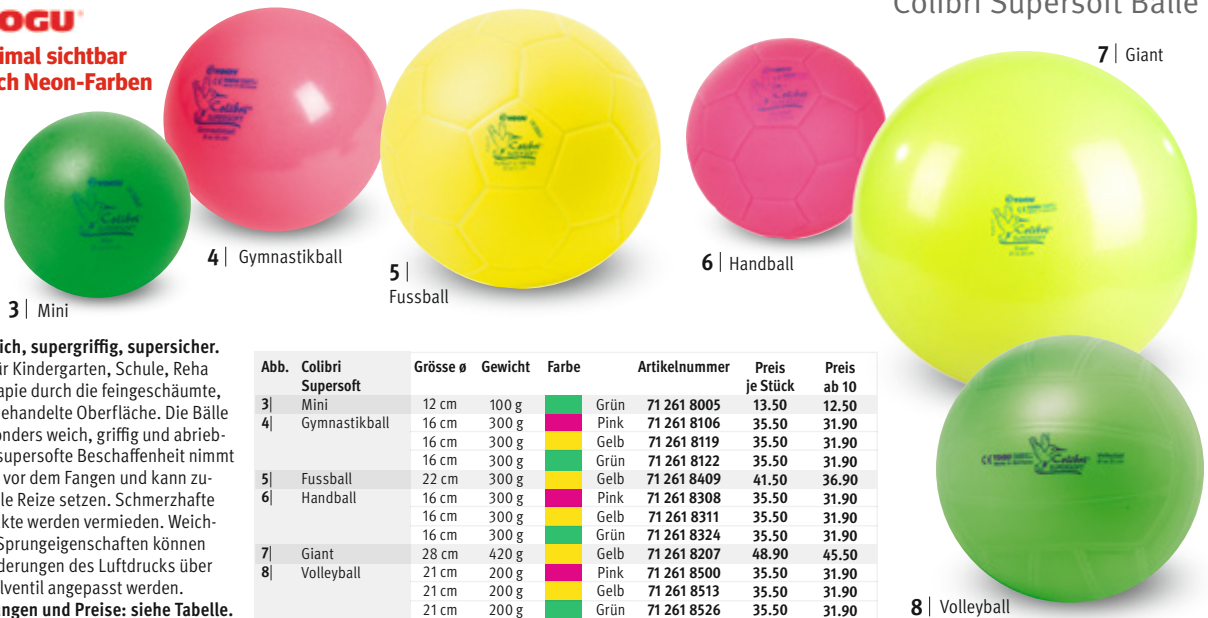 Colibri Supersoft Bälle
TOGU
imal sichtbar
ch Neon-Farben
3| Mini
4| Gymnastikball
5|
Fussball
6| Handball
7| Giant
8| Volleyball
ich, supergriffig, supersicher.
ür Kindergarten, Schule, Reha
apie durch die feingeschäumte,
ehandelte Oberfläche. Die Bälle
onders weich, griffig und abrieb-
supersofte Beschaffenheit nimmt
vor dem Fangen und kann zu-
le Reize setzen. Schmerzhafte
kte werden vermieden. Weich-
Sprungeigenschaften können
derungen des Luftdrucks über
lventil angepasst werden.
ungen und Preise: siehe Tabelle.
Abb. Colibri Supersoft Grösse ø Gewicht Farbe Artikelnummer Preis je Stück Preis ab 10
3| Mini 12 cm 100 g Grün 71 261 8005 13.50 12.50
4| Gymnastikball 16 cm 300 g Pink 71 261 8106 35.50 31.90
16 cm 300 g Gelb 71 261 8119 35.50 31.90
16 cm 300 g Grün 71 261 8122 35.50 31.90
5| Fussball 22 cm 300 g Gelb 71 261 8409 41.50 36.90
6| Handball 16 cm 300 g Pink 71 261 8308 35.50 31.90
16 cm 300 g Gelb 71 261 8311 35.50 31.90
16 cm 300 g Grün 71 261 8324 35.50 31.90
7| Giant 28 cm 420 g Gelb 71 261 8207 48.90 45.50
8| Volleyball 21 cm 200 g Pink 71 261 8500 35.50 31.90
21 cm 200 g Gelb 71 261 8513 35.50 31.90
21 cm 200 g Grün 71 261 8526 35.50 31.90